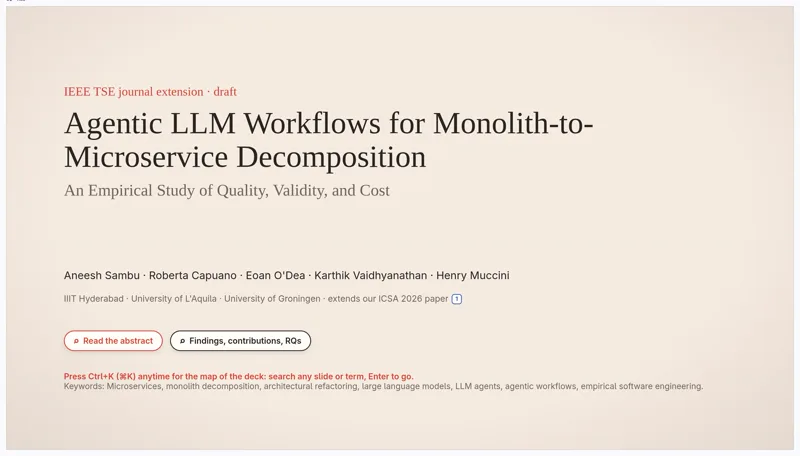 IEEE TSE journal extension · draft
Agentic LLM Workflows for Monolith-to-
Microservice Decomposition
An Empirical Study of Quality, Validity, and Cost
Aneesh Sambu · Roberta Capuano · Eoan O'Dea · Karthik Vaidhyanathan · Henry Muccini
IIIT Hyderabad · University of L'Aquila · University of Groningen · extends our ICSA 2026 paper 1
Read the abstract
Findings, contributions, RQs
Press Ctrl+K (⌘K) anytime for the map of the deck: search any slide or term, Enter to go.
Keywords: Microservices, monolith decomposition, architectural refactoring, large language models, LLM agents, agentic workflows, empirical software engineering.